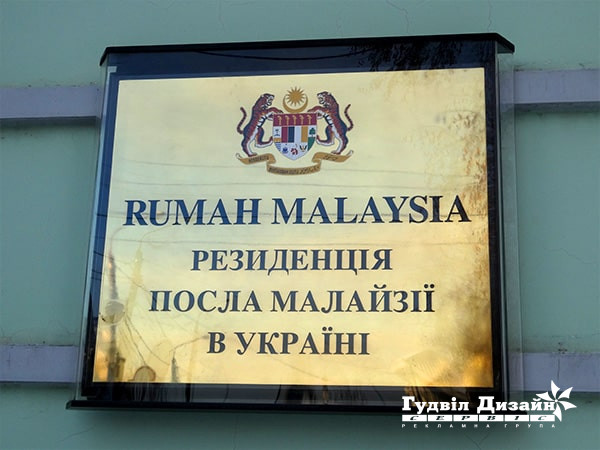 RUMAH MALAYSIA
РЕЗИДЕНЦІЯ
ПОСЛА МАЛАЙЗІЇ
В УКРАЇНІ
Гудвіл Дизайн
СЕРВІС
РЕКЛАМНА ГРУПА